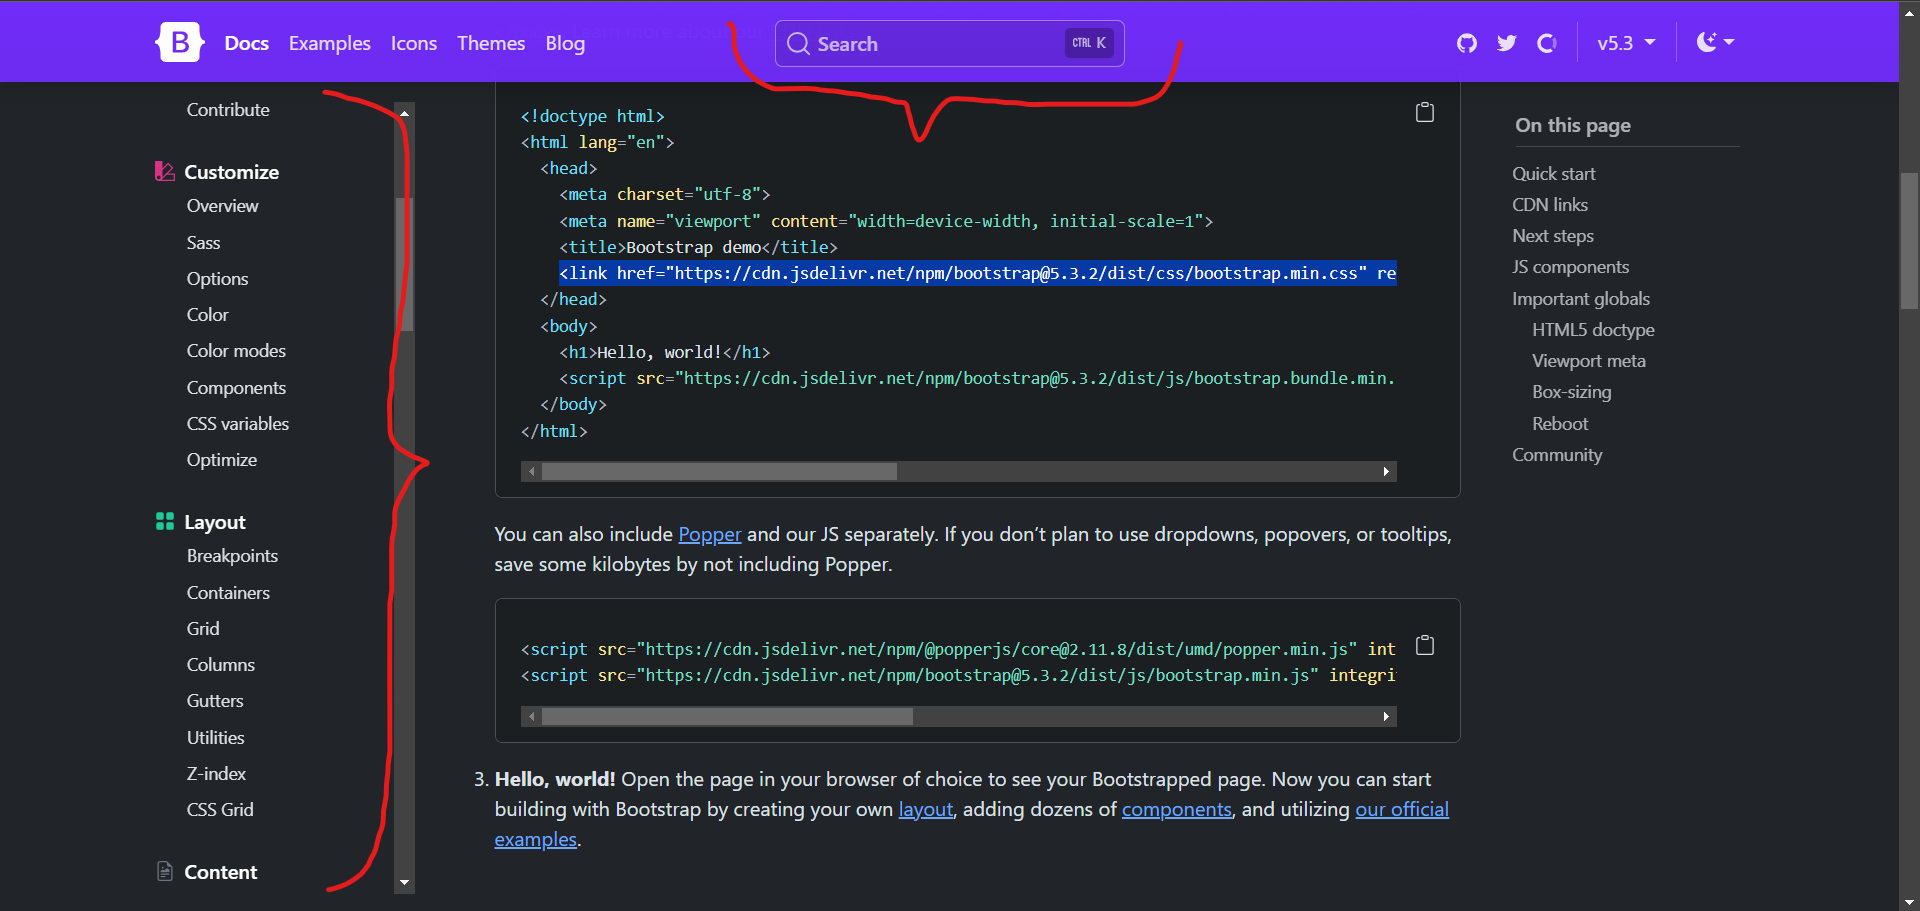 B
Docs
Examples
Icons
Themes
Blog
Search
CTRL K
v5.3
Contribute
Customize
Overview
Sass
Options
Color
Color modes
Components
CSS variables
Optimize
Layout
Breakpoints
Containers
Grid
Columns
Gutters
Utilities
Z-index
CSS Grid
Content
<!doctype html>
<html lang="en">
  <head>
    <meta charset="utf-8">
    <meta name="viewport" content="width=device-width, initial-scale=1">
    <title>Bootstrap demo</title>
    <link href="https://cdn.jsdelivr.net/npm/bootstrap@5.3.2/dist/css/bootstrap.min.css" re
  </head>
  <body>
    <h1>Hello, world!</h1>
    <script src="https://cdn.jsdelivr.net/npm/bootstrap@5.3.2/dist/js/bootstrap.bundle.min.
  </body>
</html>
You can also include Popper and our JS separately. If you don’t plan to use dropdowns, popovers, or tooltips,
save some kilobytes by not including Popper.
<script src="https://cdn.jsdelivr.net/npm/@popperjs/core@2.11.8/dist/umd/popper.min.js" int
<script src="https://cdn.jsdelivr.net/npm/bootstrap@5.3.2/dist/js/bootstrap.min.js" integri
3. Hello, world! Open the page in your browser of choice to see your Bootstrapped page. Now you can start
building with Bootstrap by creating your own layout, adding dozens of components, and utilizing our official
examples.
On this page
Quick start
CDN links
Next steps
JS components
Important globals
HTML5 doctype
Viewport meta
Box-sizing
Reboot
Community